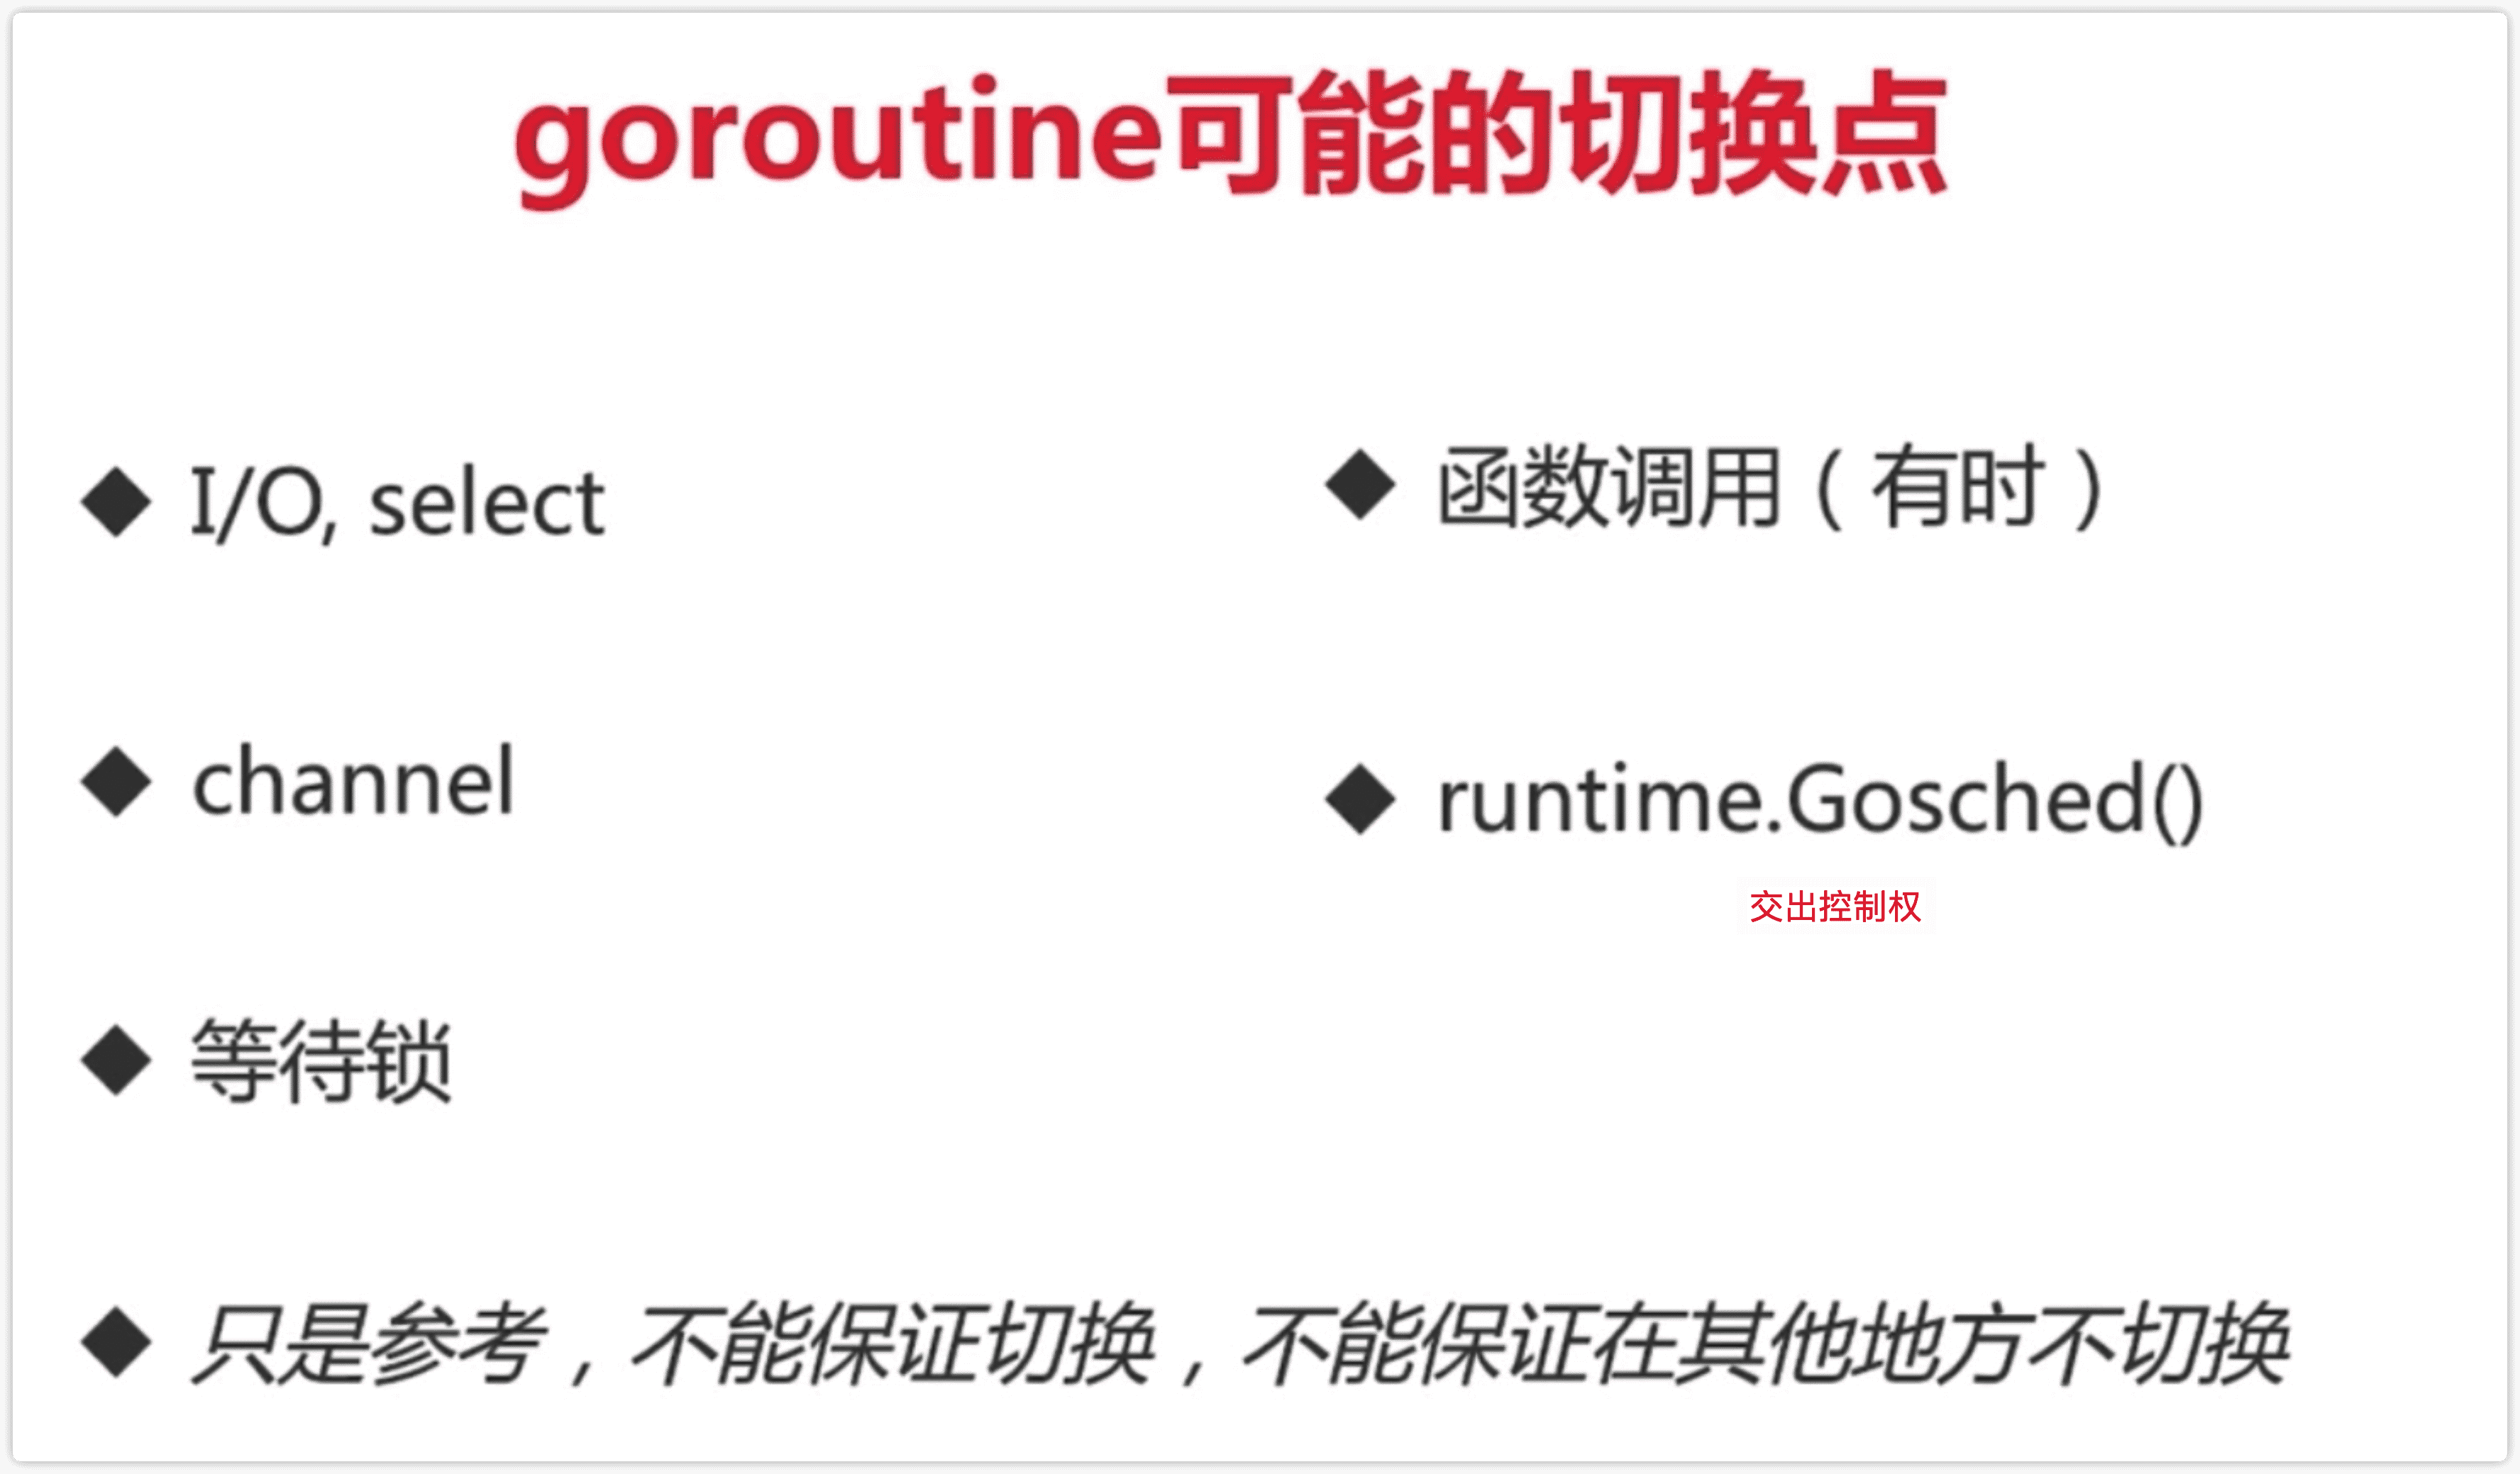 goroutine可能的切换点
I/O, select
channel
等待锁
函数调用（有时）
runtime.Gosched()
交出控制权
只是参考，不能保证切换，不能保证在其他地方不切换